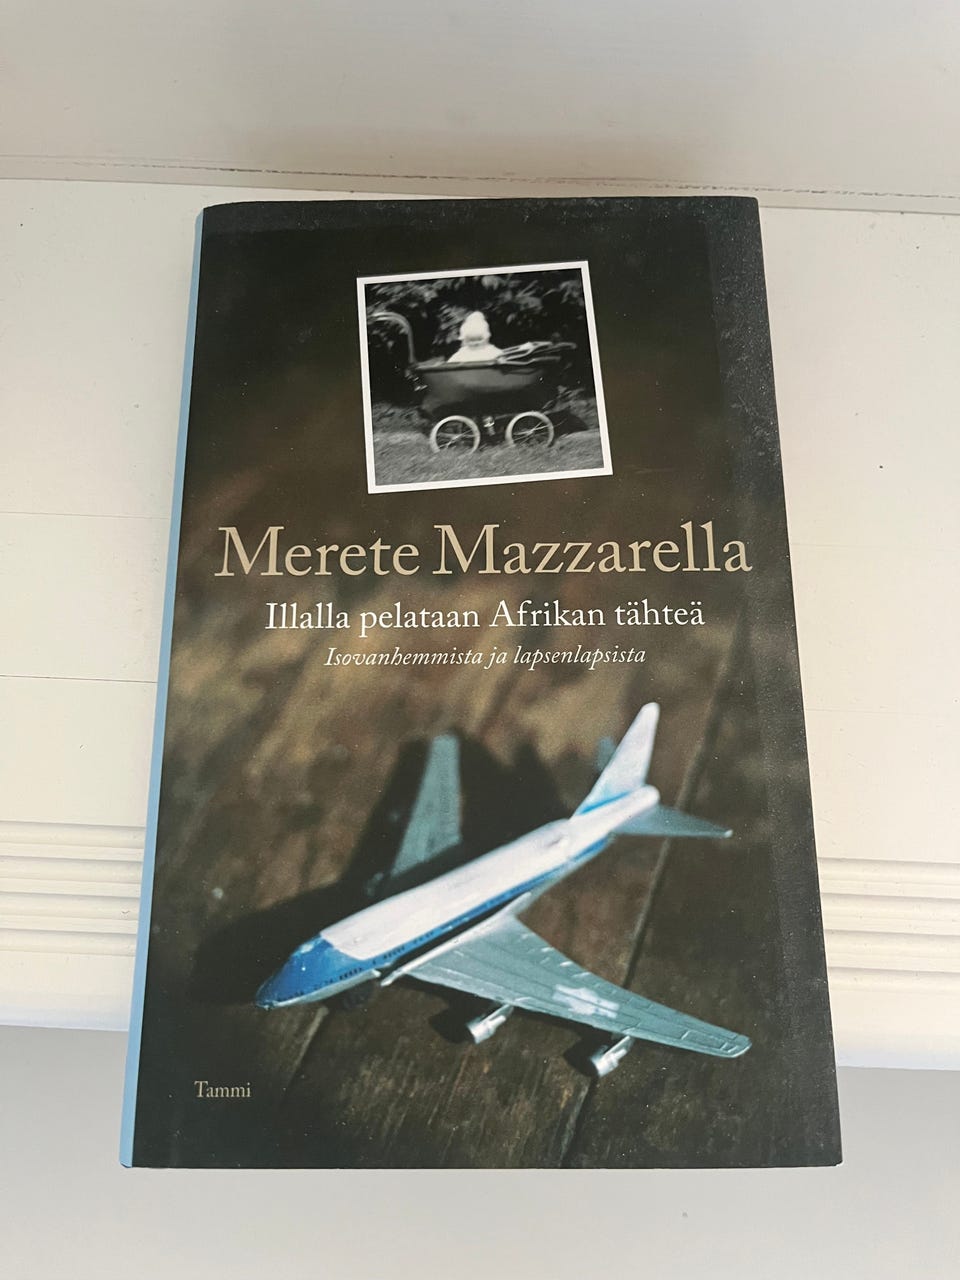 Merete Mazzarella
Illalla pelataan Afrikan tähteä
Isovanhemmista ja lapsenlapsista
Tammi